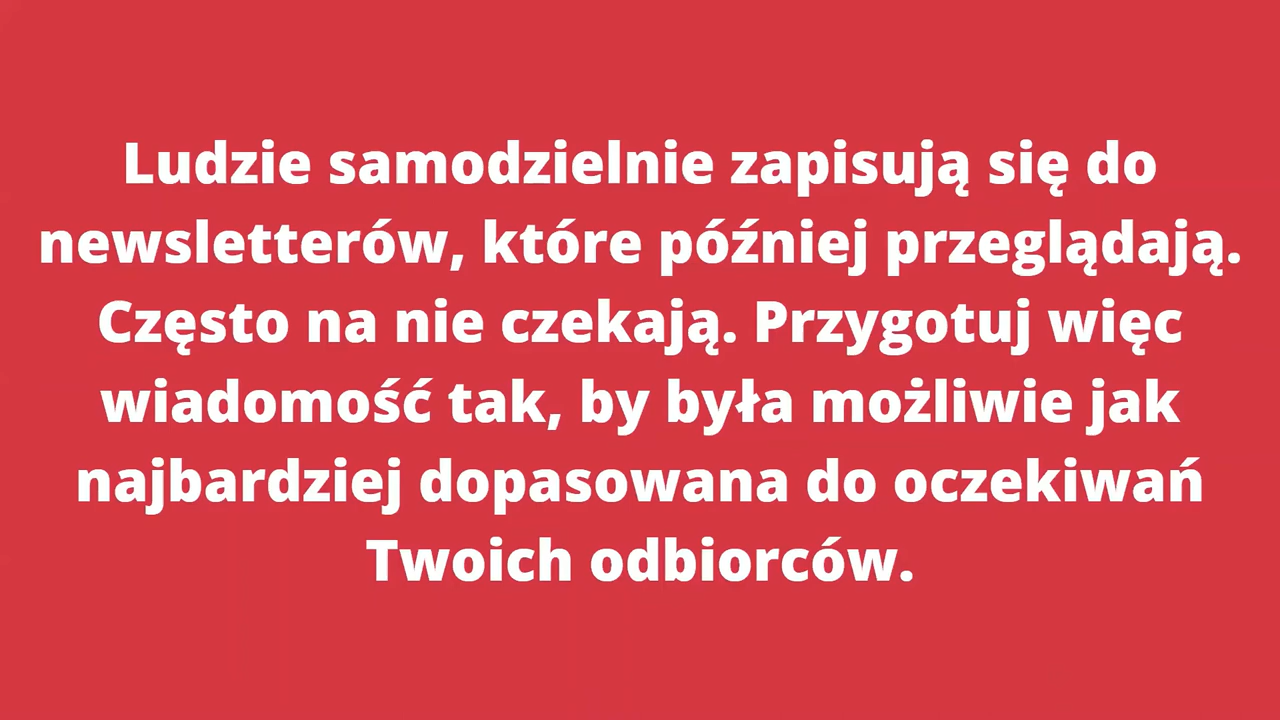 Ludzie samodzielnie zapisują się do
newsletterów, które później przeglądają.
Często na nie czekają. Przygotuj więc
wiadomość tak, by była możliwie jak
najbardziej dopasowana do oczekiwań
Twoich odbiorców.